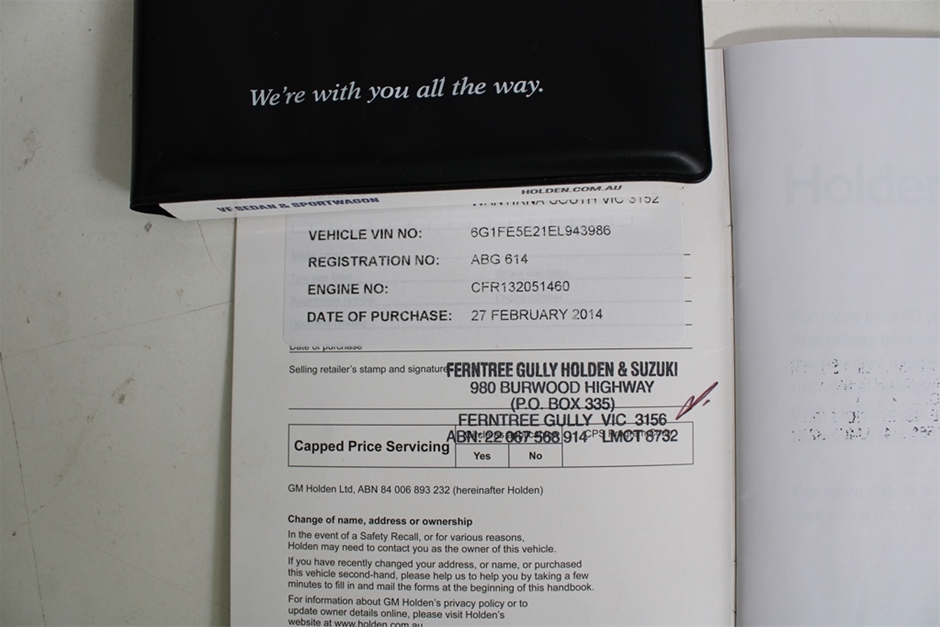 We're with you all the way.
VF SEDAN & SPORTWAGON
HOLDEN.COM.AU
WANTIRNA SOUTH VIC 3152
VEHICLE VIN NO: 6G1FE5E21EL943986
REGISTRATION NO: ABG 614
ENGINE NO: CFR132051460
DATE OF PURCHASE: 27 FEBRUARY 2014
Date of purchase
Selling retailer's stamp and signature
FERNTREE GULLY HOLDEN & SUZUKI
980 BURWOOD HIGHWAY
(P.O. BOX 335)
FERNTREE GULLY VIC 3156
ABN: 22 067 568 914 LMCT 8732
Capped Price Servicing
Yes No
GM Holden Ltd, ABN 84 006 893 232 (hereinafter Holden)
Change of name, address or ownership
In the event of a Safety Recall, or for various reasons,
Holden may need to contact you as the owner of this vehicle.
If you have recently changed your address, or name, or purchased
this vehicle second-hand, please help us to help you by taking a few
minutes to fill in and mail the forms at the beginning of this handbook.
For information about GM Holden's privacy policy or to
update owner details online, please visit Holden's
website at www.holden.com.au
Holden